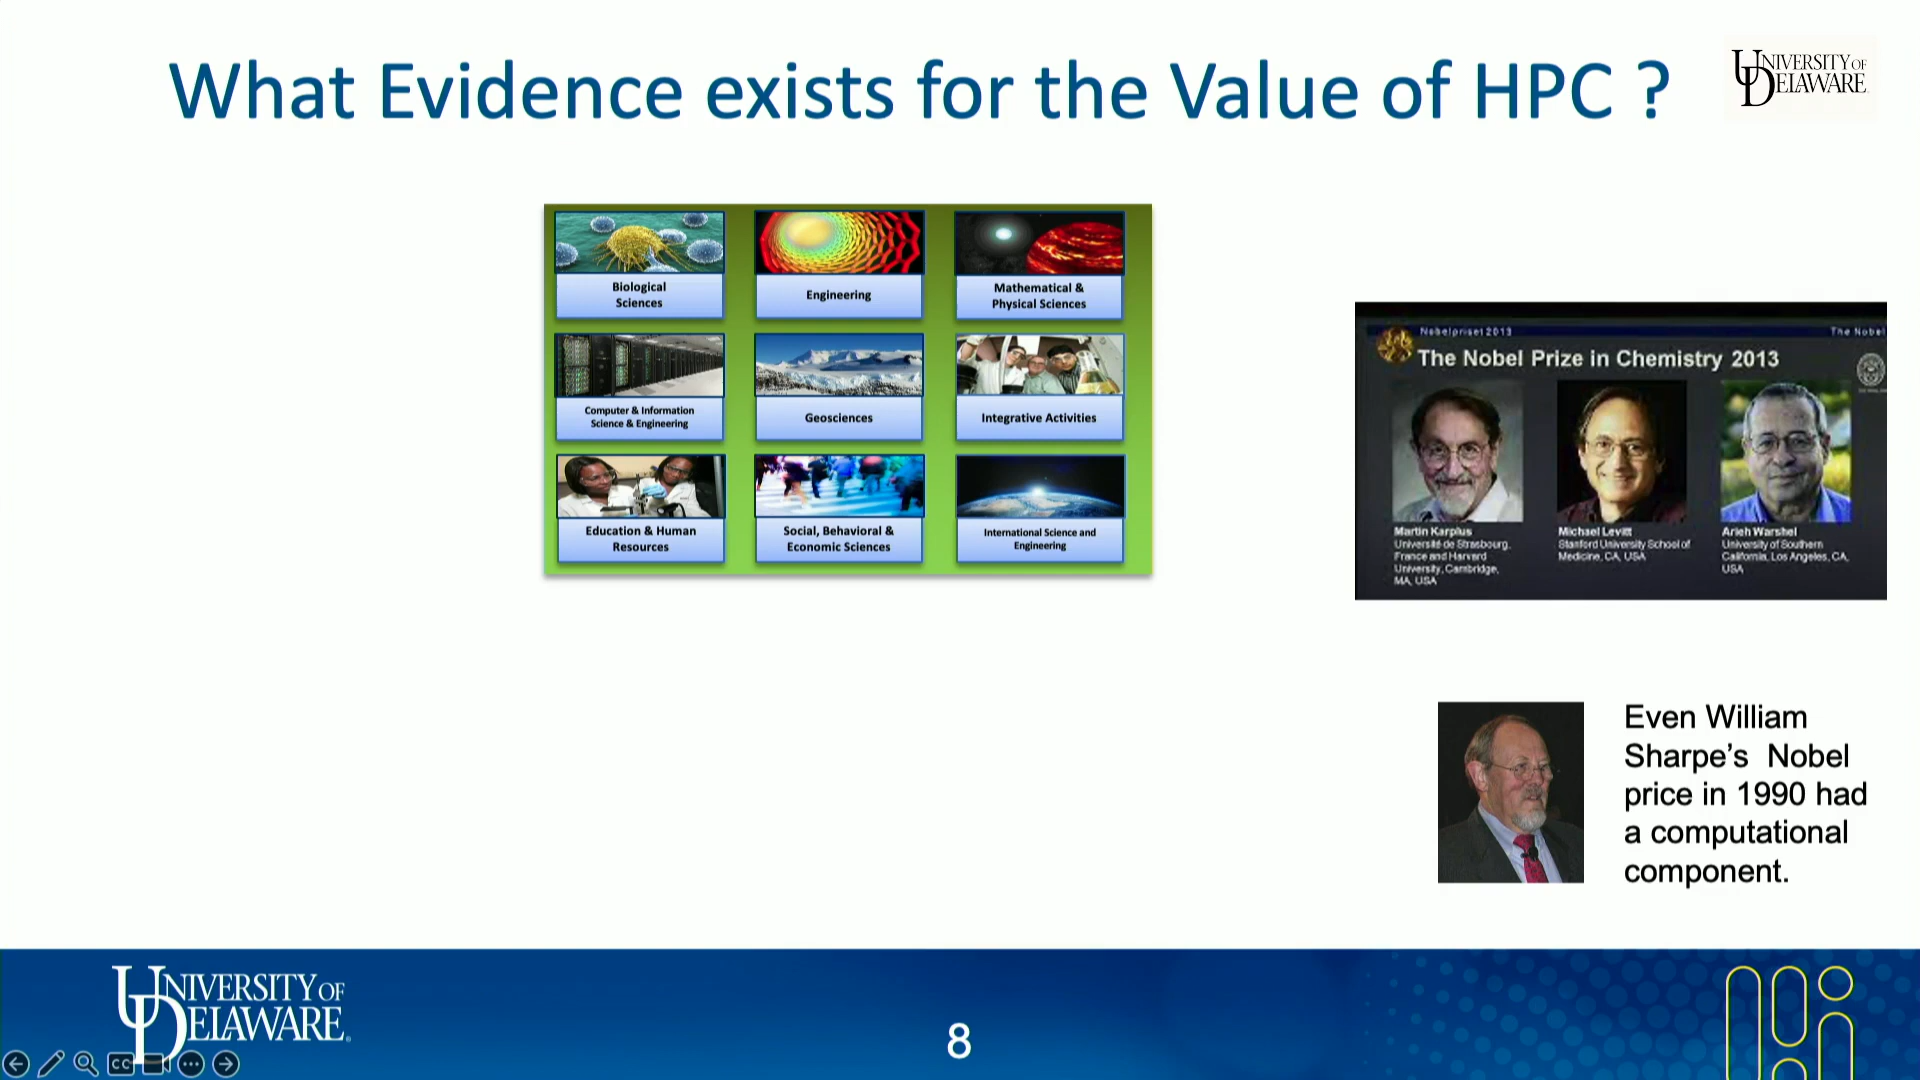 What Evidence exists for the Value of HPC ?
UNIVERSITY OF
DELAWARE
Biological
Sciences
Engineering
Mathematical &
Physical Sciences
Computer & Information
Science & Engineering
Geosciences
Integrative Activities
Education & Human
Resources
Social, Behavioral &
Economic Sciences
International Science and
Engineering
Nobelpriset 2013
The Nobel
The Nobel Prize in Chemistry 2013
Martin Karplus
Université de Strasbourg,
France and Harvard
University, Cambridge,
MA, USA
Michael Levitt
Stanford University School of
Medicine, CA, USA
Arieh Warshel
University of Southern
California, Los Angeles, CA,
USA
Even William
Sharpe’s Nobel
price in 1990 had
a computational
component.
UNIVERSITY OF
DELAWARE
8
CC